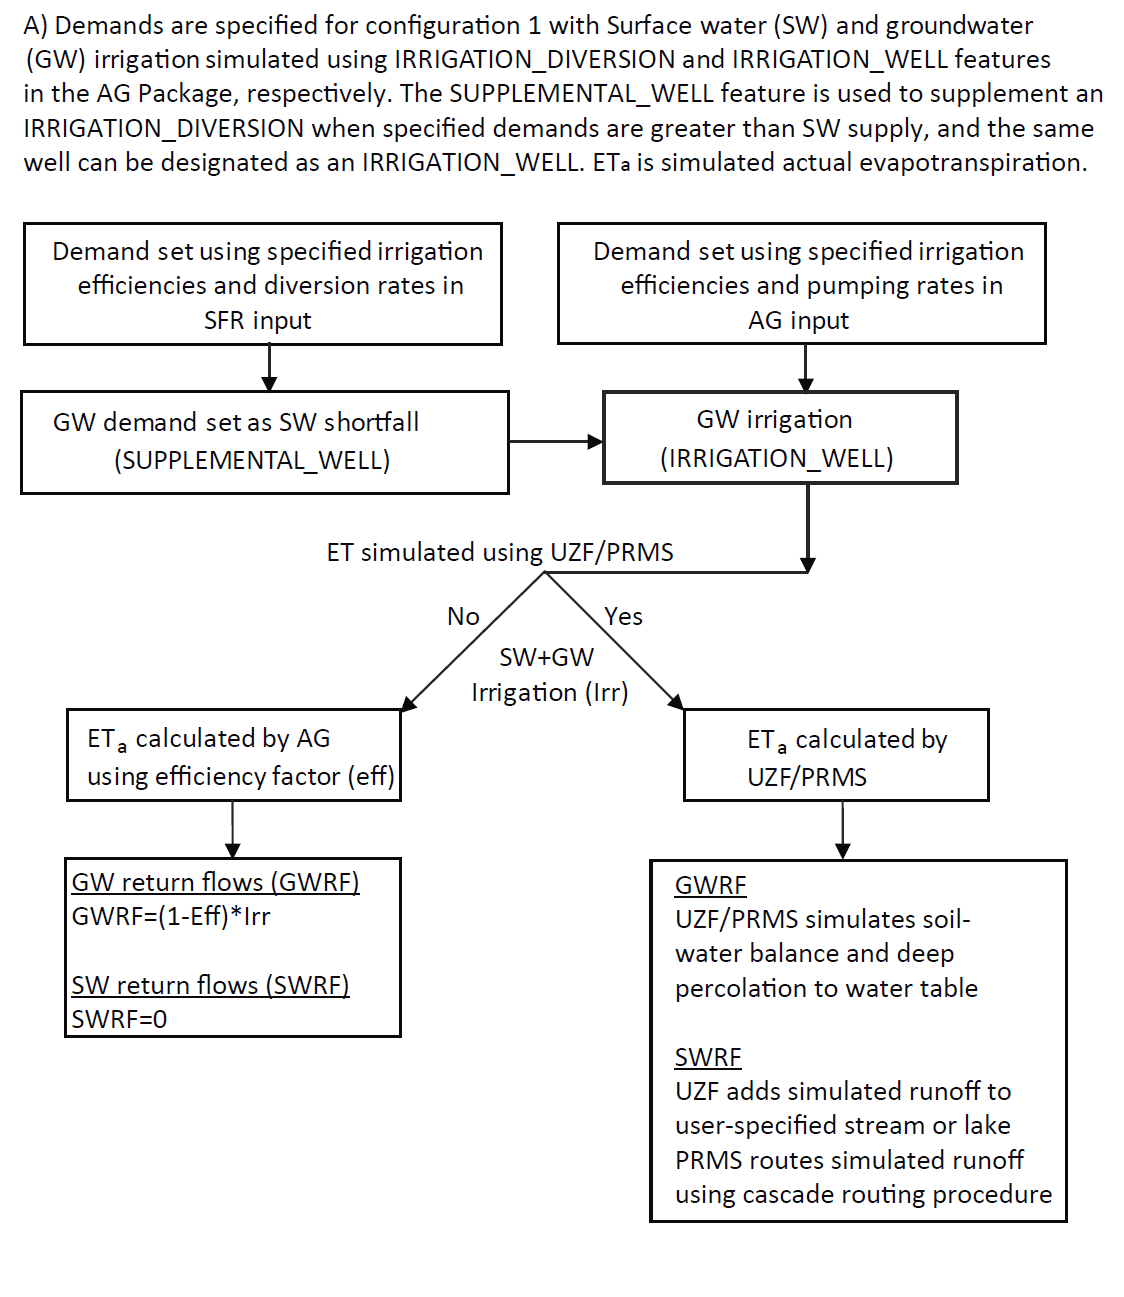 A) Demands are specified for configuration 1 with Surface water (SW) and groundwater
(GW) irrigation simulated using IRRIGATION_DIVERSION and IRRIGATION_WELL features
in the AG Package, respectively. The SUPPLEMENTAL_WELL feature is used to supplement an
IRRIGATION_DIVERSION when specified demands are greater than SW supply, and the same
well can be designated as an IRRIGATION_WELL. ETa is simulated actual evapotranspiration.
Demand set using specified irrigation
efficiencies and diversion rates in
SFR input
Demand set using specified irrigation
efficiencies and pumping rates in
AG input
GW demand set as SW shortfall
(SUPPLEMENTAL_WELL)
GW irrigation
(IRRIGATION_WELL)
ET simulated using UZF/PRMS
No
Yes
SW+GW
Irrigation (Irr)
ETa calculated by AG
using efficiency factor (eff)
ETa calculated by
UZF/PRMS
GW return flows (GWRF)
GWRF=(1-Eff)*Irr
SW return flows (SWRF)
SWRF=0
GWRF
UZF/PRMS simulates soil-
water balance and deep
percolation to water table
SWRF
UZF adds simulated runoff to
user-specified stream or lake
PRMS routes simulated runoff
using cascade routing procedure